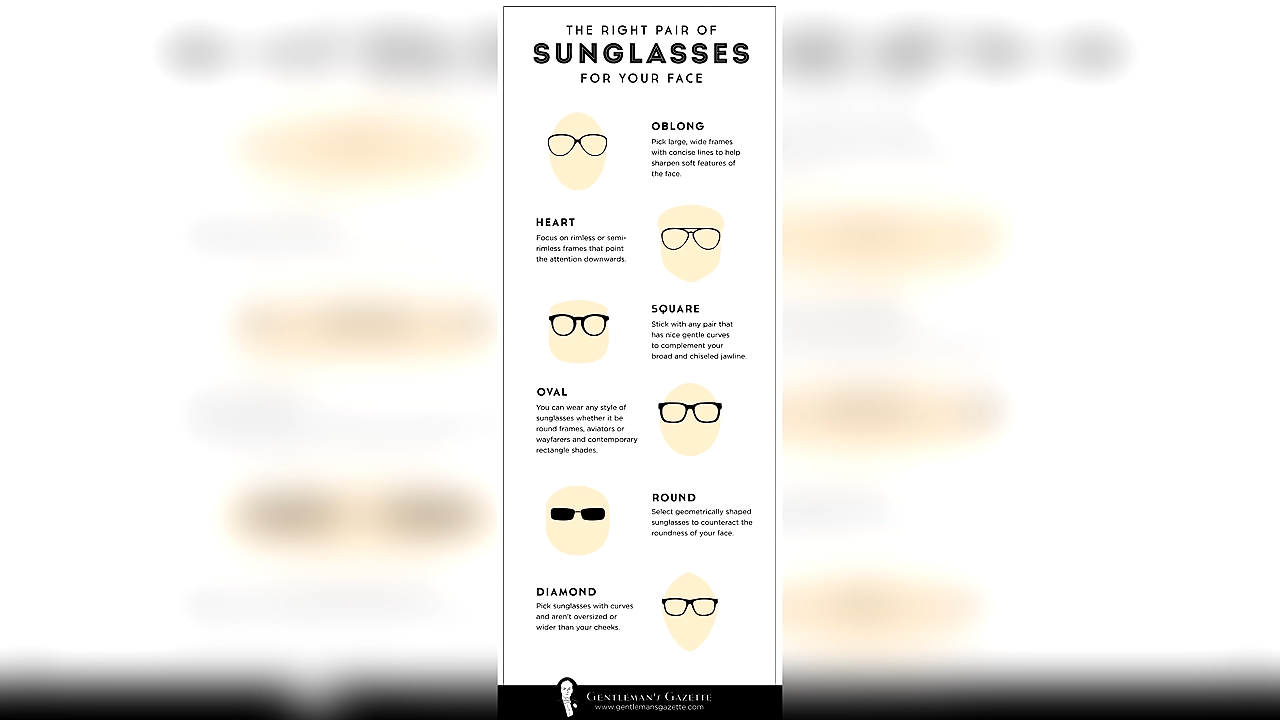 THE RIGHT PAIR OF
SUNGLASSES
FOR YOUR FACE
OBLONG
Pick large, wide frames
with concise lines to help
sharpen soft features of
the face.
HEART
Focus on rimless or semi-
rimless frames that point
the attention downwards.
SQUARE
Stick with any pair that
has nice gentle curves
to complement your
broad and chiseled jawline.
OVAL
You can wear any style of
sunglasses whether it be
round frames, aviators or
wayfarers and contemporary
rectangle shades.
ROUND
Select geometrically shaped
sunglasses to counteract the
roundness of your face.
DIAMOND
Pick sunglasses with curves
and aren't oversized or
wider than your cheeks.
GENTLEMAN'S GAZETTE
www.gentlemansgazette.com